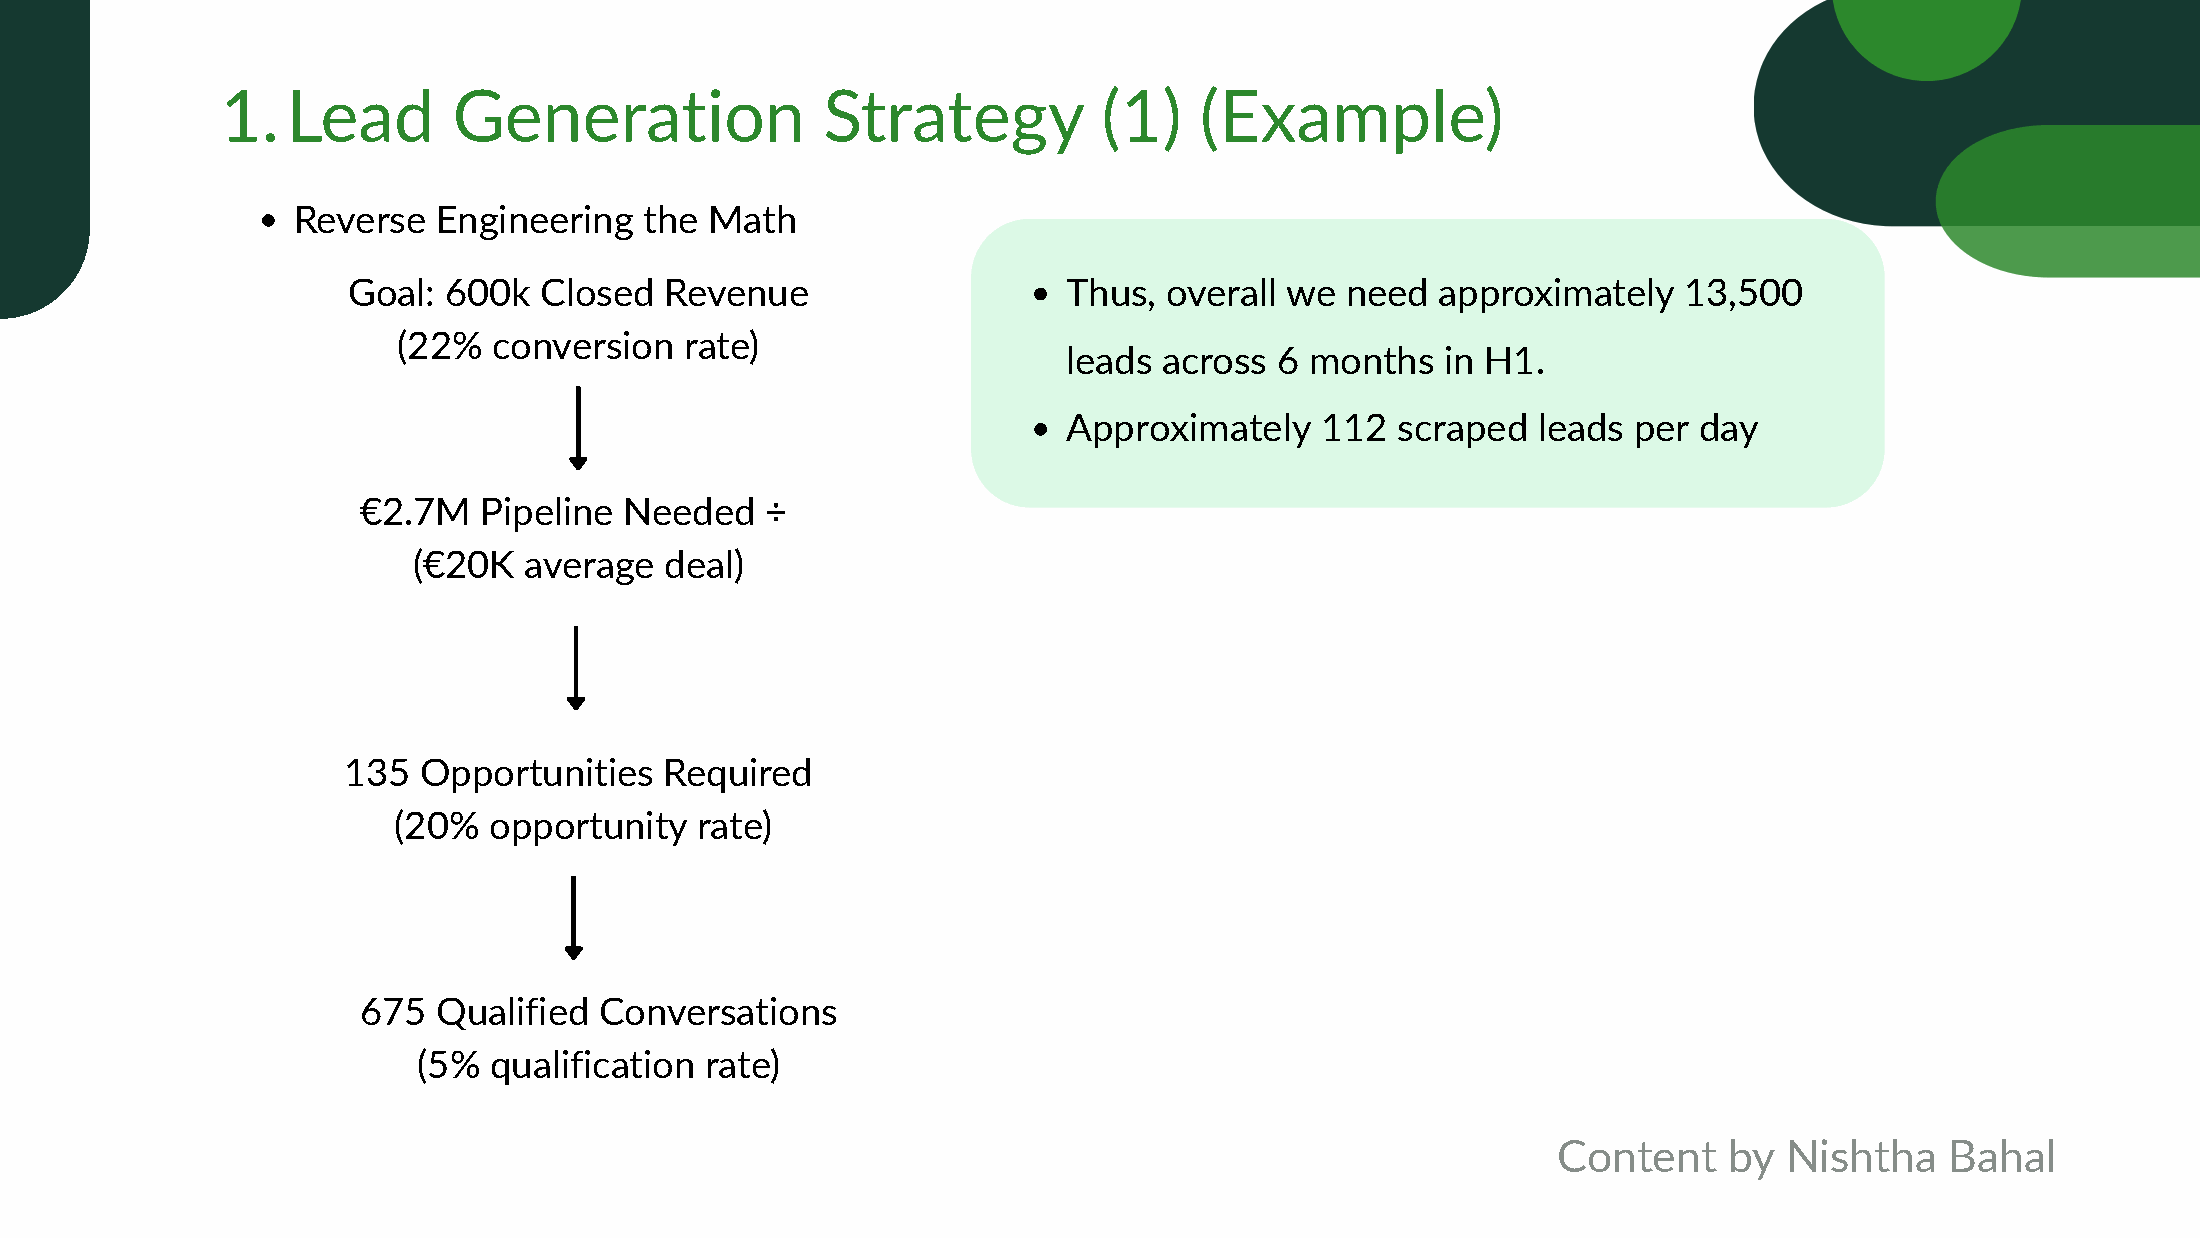 1. Lead Generation Strategy (1) (Example)
• Reverse Engineering the Math
Goal: 600k Closed Revenue
(22% conversion rate)
€2.7M Pipeline Needed ÷
(€20K average deal)
135 Opportunities Required
(20% opportunity rate)
675 Qualified Conversations
(5% qualification rate)
• Thus, overall we need approximately 13,500
leads across 6 months in H1.
• Approximately 112 scraped leads per day
Content by Nishtha Bahal